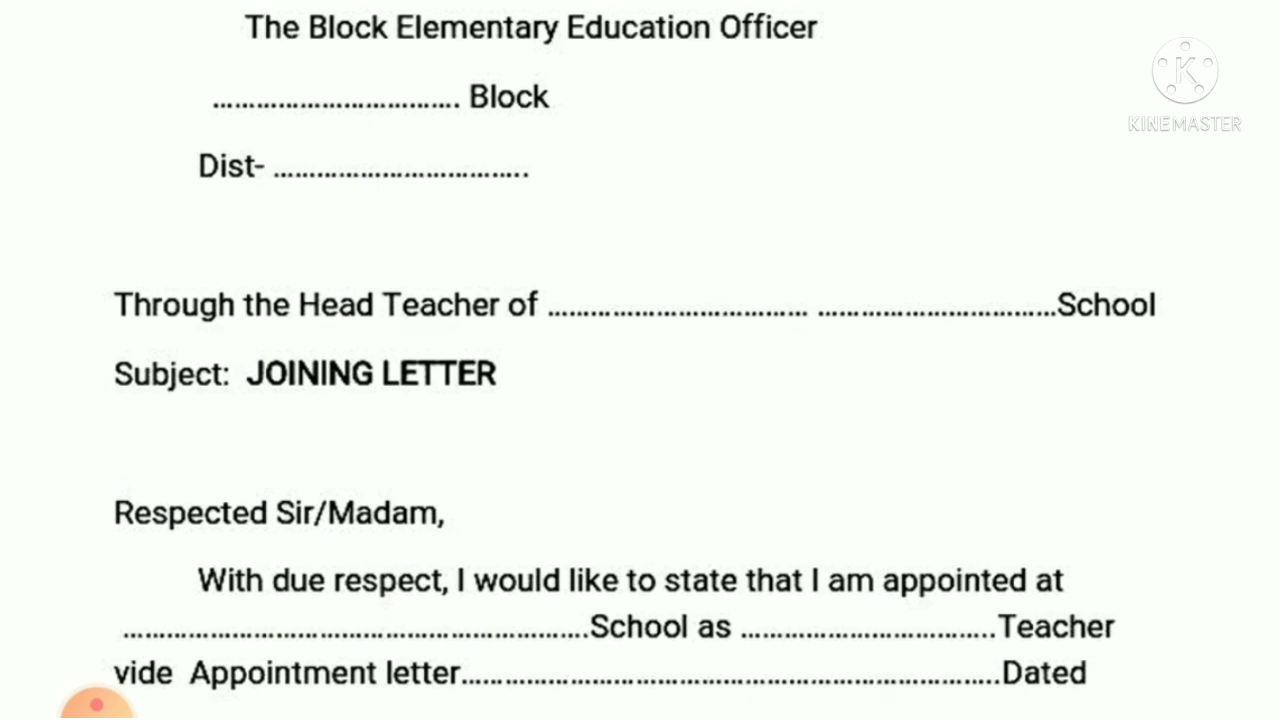 The Block Elementary Education Officer
.................................. Block
Dist- ...................................
Through the Head Teacher of .................................... .................................School
Subject: JOINING LETTER
Respected Sir/Madam,
With due respect, I would like to state that I am appointed at
................................................................School as ...................................Teacher
vide Appointment letter..........................................................................Dated
K
KINEMASTER